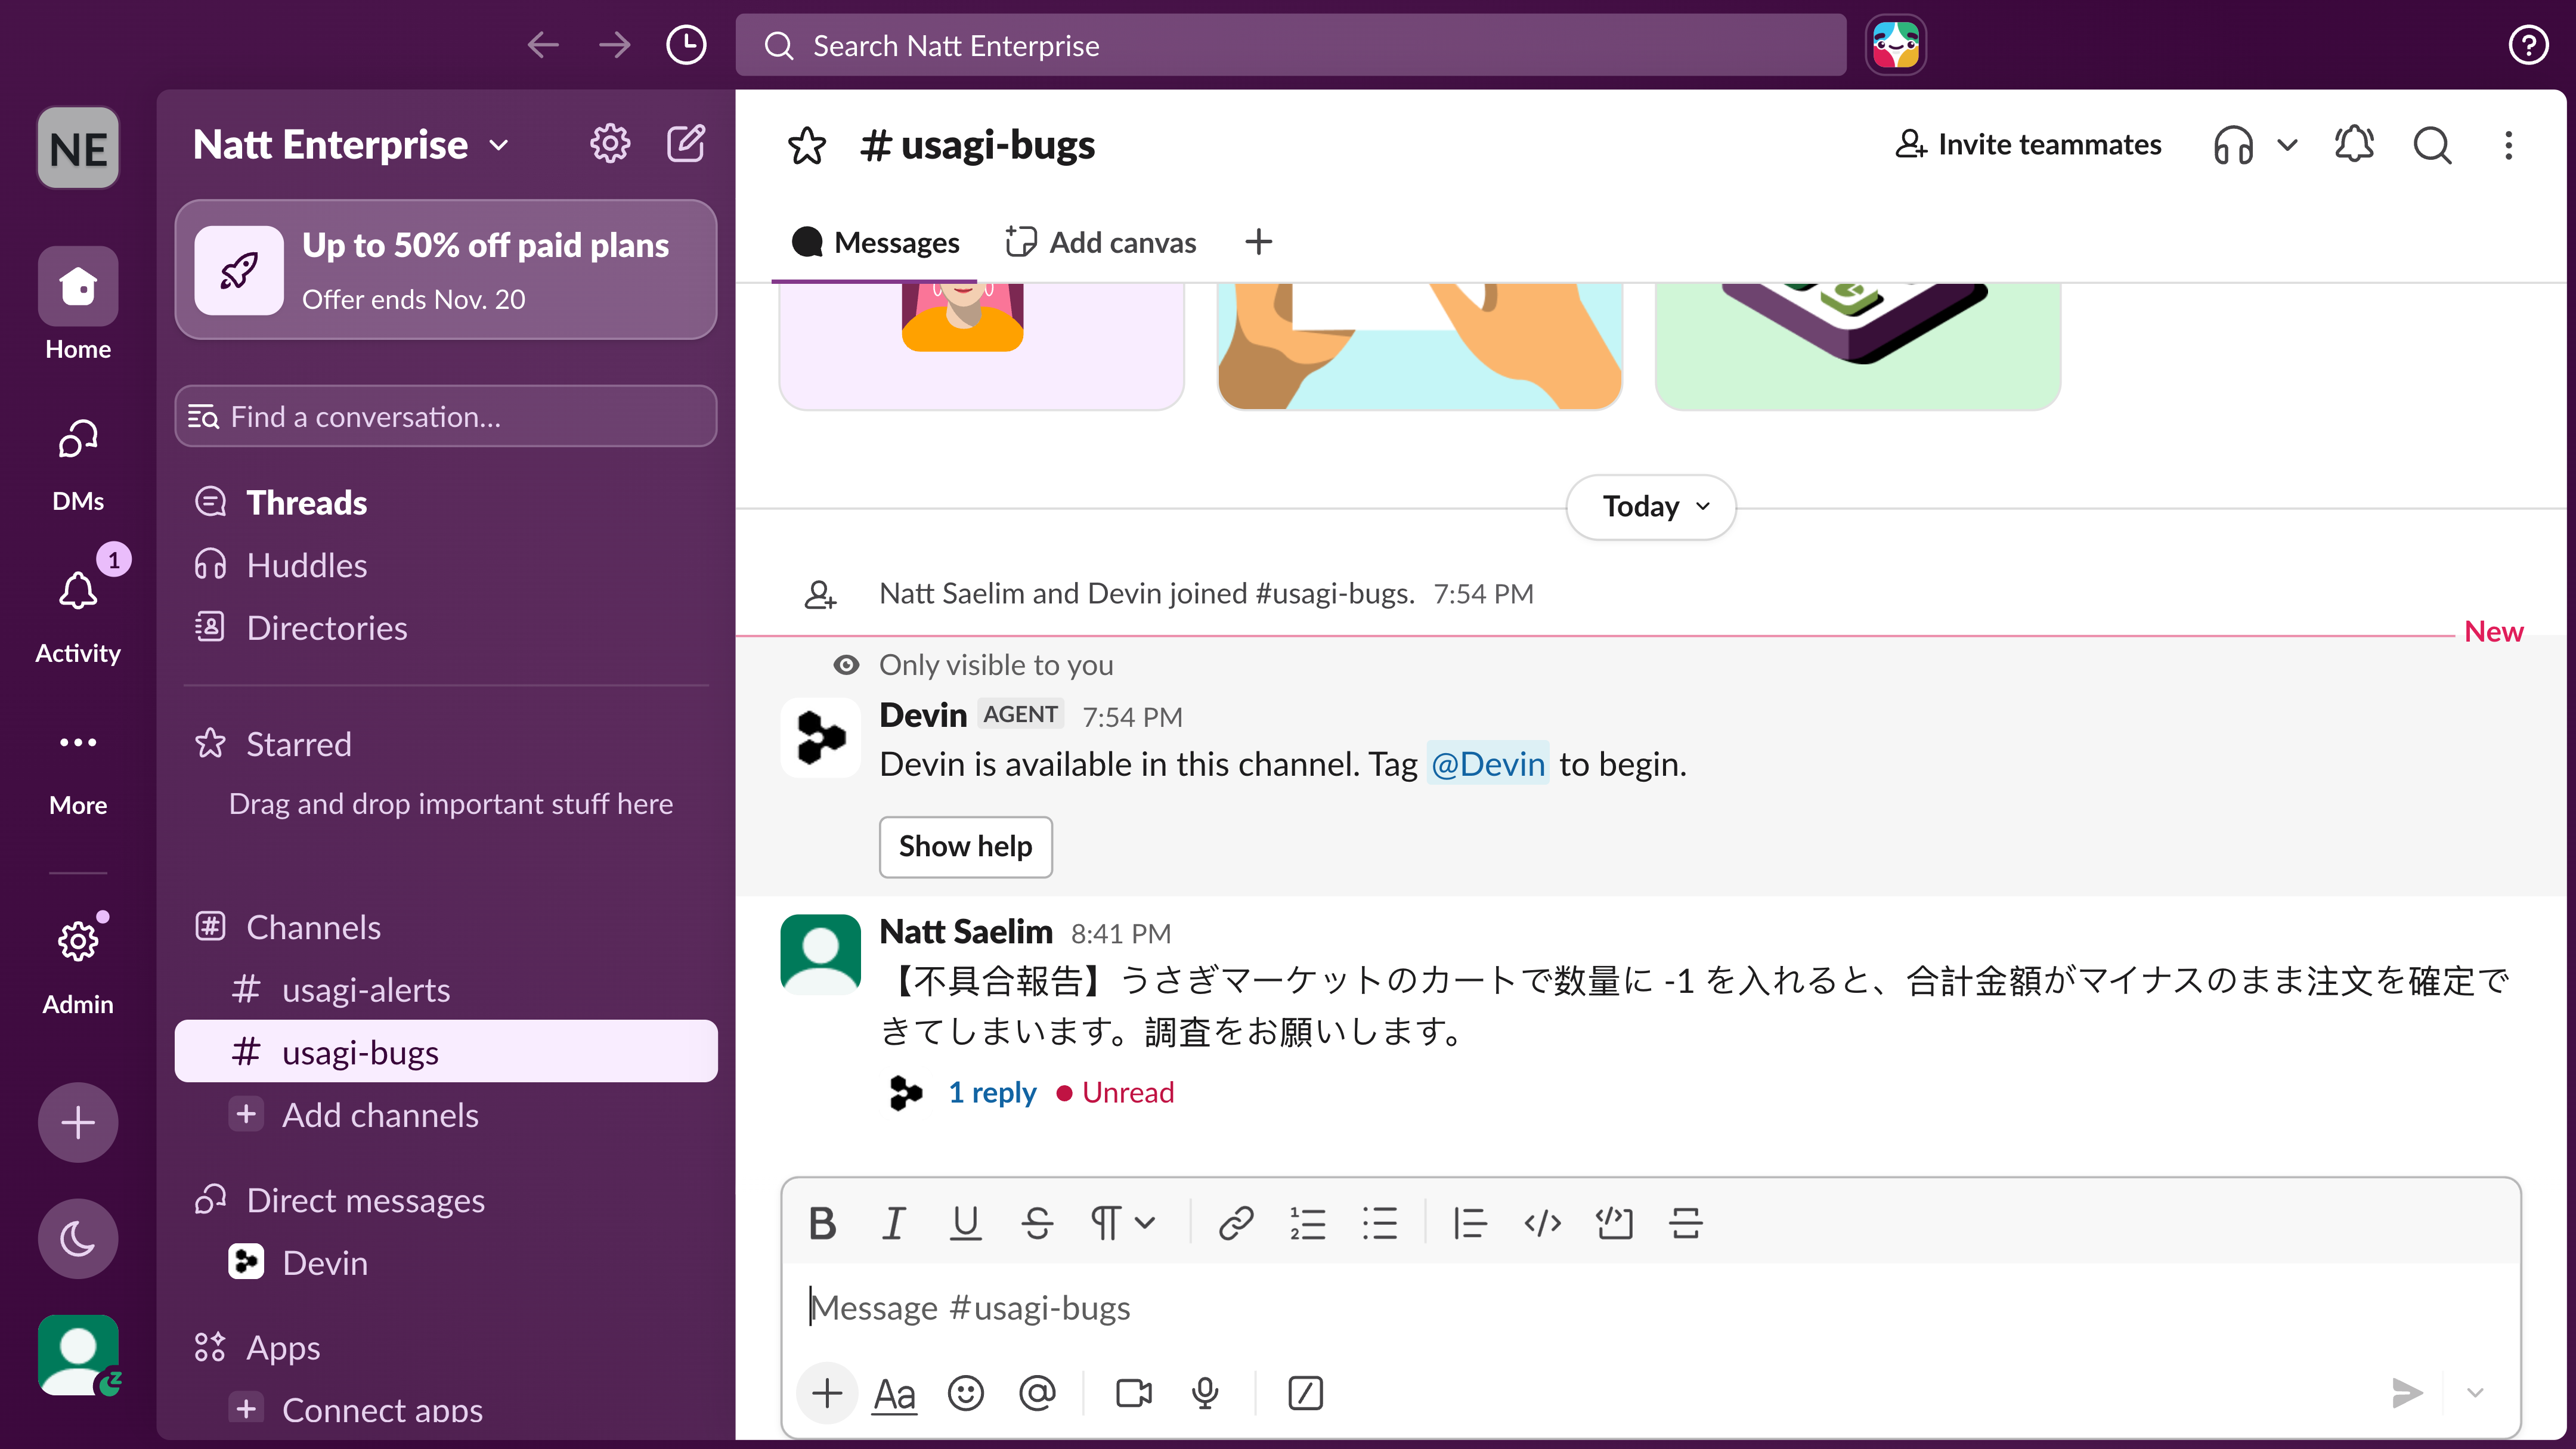 Search Natt Enterprise
NE
Home
DMs
1
Activity
More
Admin
Natt Enterprise
Up to 50% off paid plans
Offer ends Nov. 20
Find a conversation...
Threads
Huddles
Directories
Starred
Drag and drop important stuff here
Channels
# usagi-alerts
# usagi-bugs
Add channels
Direct messages
Devin
Apps
Connect apps
# usagi-bugs
Invite teammates
Messages
Add canvas
Today
Natt Saelim and Devin joined #usagi-bugs. 7:54 PM
New
Only visible to you
Devin AGENT 7:54 PM
Devin is available in this channel. Tag @Devin to begin.
Show help
Natt Saelim 8:41 PM
【不具合報告】うさぎマーケットのカートで数量に -1 を入れると、合計金額がマイナスのまま注文を確定で
きてしまいます。調査をお願いします。
1 reply Unread
Message #usagi-bugs
Aa